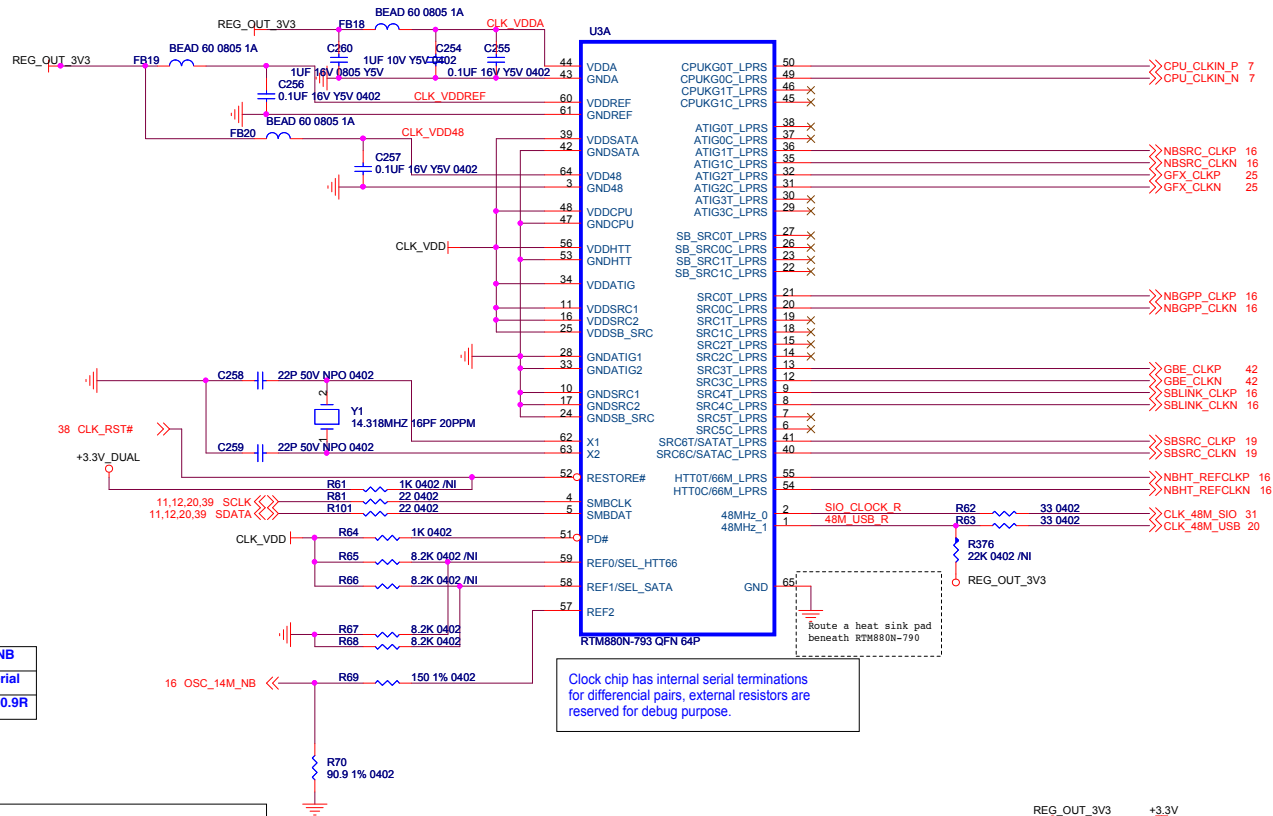 BEAD 60 0805 1A
REG_OUT_3V3 FB18 CLK_VDDA
U3A
BEAD 60 0805 1A
REG_OUT_3V3 FB19
C260 C254 C255
1UF 10V Y5V 0402
1UF 16V 0805 Y5V 0.1UF 16V Y5V 0402
C256
0.1UF 16V Y5V 0402 CLK_VDDREF
BEAD 60 0805 1A
FB20 CLK_VDD48
C257
0.1UF 16V Y5V 0402
CLK_VDD
44 VDDA
43 GNDA
60 VDDREF
61 GNDREF
39 VDDSATA
42 GNDSATA
64 VDD48
3 GND48
48 VDDCPU
47 GNDCPU
56 VDDHTT
53 GNDHTT
34 VDDATIG
11 VDDSRC1
16 VDDSRC2
25 VDDSB_SRC
28 GNDATIG1
33 GNDATIG2
10 GNDSRC1
17 GNDSRC2
24 GNDSB_SRC
62 X1
63 X2
52 RESTORE#
4 SMBCLK
5 SMBDAT
51 PD#
59 REF0/SEL_HTT66
58 REF1/SEL_SATA
57 REF2
C258 22P 50V NPO 0402
2
Y1
14.318MHZ 16PF 20PPM
1
38 CLK_RST#
C259 22P 50V NPO 0402
+3.3V_DUAL
R61 1K 0402 /NI
11,12,20,39 SCLK R81 22 0402
11,12,20,39 SDATA R101 22 0402
CLK_VDD R64 1K 0402
R65 8.2K 0402 /NI
R66 8.2K 0402 /NI
R67 8.2K 0402
R68 8.2K 0402
16 OSC_14M_NB R69 150 1% 0402
R70
90.9 1% 0402
CPUKG0T_LPRS 50 CPU_CLKIN_P 7
CPUKG0C_LPRS 49 CPU_CLKIN_N 7
CPUKG1T_LPRS 46
CPUKG1C_LPRS 45
ATIG0T_LPRS 38
ATIG0C_LPRS 37
ATIG1T_LPRS 36 NBSRC_CLKP 16
ATIG1C_LPRS 35 NBSRC_CLKN 16
ATIG2T_LPRS 32 GFX_CLKP 25
ATIG2C_LPRS 31 GFX_CLKN 25
ATIG3T_LPRS 30
ATIG3C_LPRS 29
SB_SRC0T_LPRS 27
SB_SRC0C_LPRS 26
SB_SRC1T_LPRS 23
SB_SRC1C_LPRS 22
SRC0T_LPRS 21 NBGPP_CLKP 16
SRC0C_LPRS 20 NBGPP_CLKN 16
SRC1T_LPRS 19
SRC1C_LPRS 18
SRC2T_LPRS 15
SRC2C_LPRS 14
SRC3T_LPRS 13 GBE_CLKP 42
SRC3C_LPRS 12 GBE_CLKN 42
SRC4T_LPRS 9 SBLINK_CLKP 16
SRC4C_LPRS 8 SBLINK_CLKN 16
SRC5T_LPRS 7
SRC5C_LPRS 6
SRC6T/SATAT_LPRS 41 SBSRC_CLKP 19
SRC6C/SATAC_LPRS 40 SBSRC_CLKN 19
HTT0T/66M_LPRS 55 NBHT_REFCLKP 16
HTT0C/66M_LPRS 54 NBHT_REFCLKN 16
48MHz_0 2 SIO_CLOCK_R R62 33 0402 CLK_48M_SIO 31
48MHz_1 1 48M_USB_R R63 33 0402 CLK_48M_USB 20
R376
22K 0402 /NI
REG_OUT_3V3
GND 65
Route a heat sink pad
beneath RTM880N-790
RTM880N-793 QFN 64P
Clock chip has internal serial terminations
for differencial pairs, external resistors are
reserved for debug purpose.
NB
rial
0.9R
REG_OUT_3V3 +3.3V